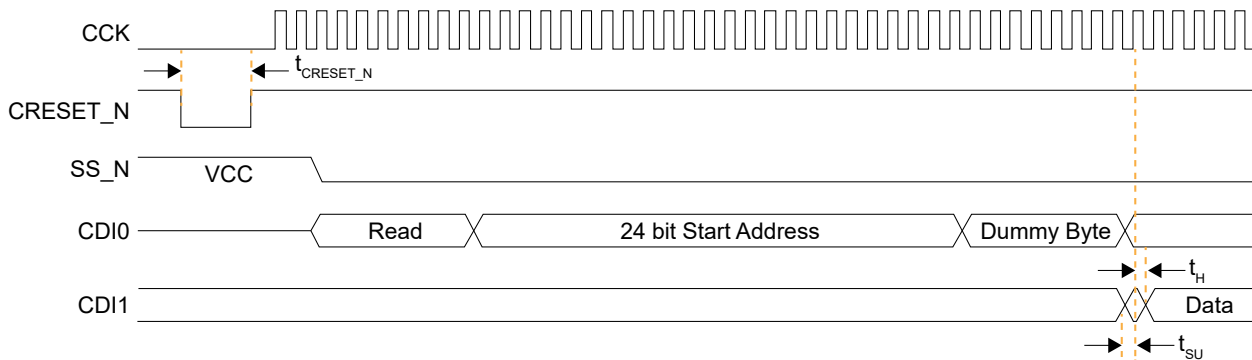 CCK
tCRESET_N
CRESET_N
SS_N VCC
CDI0 Read 24 bit Start Address Dummy Byte
tH
CDI1 Data
tSU